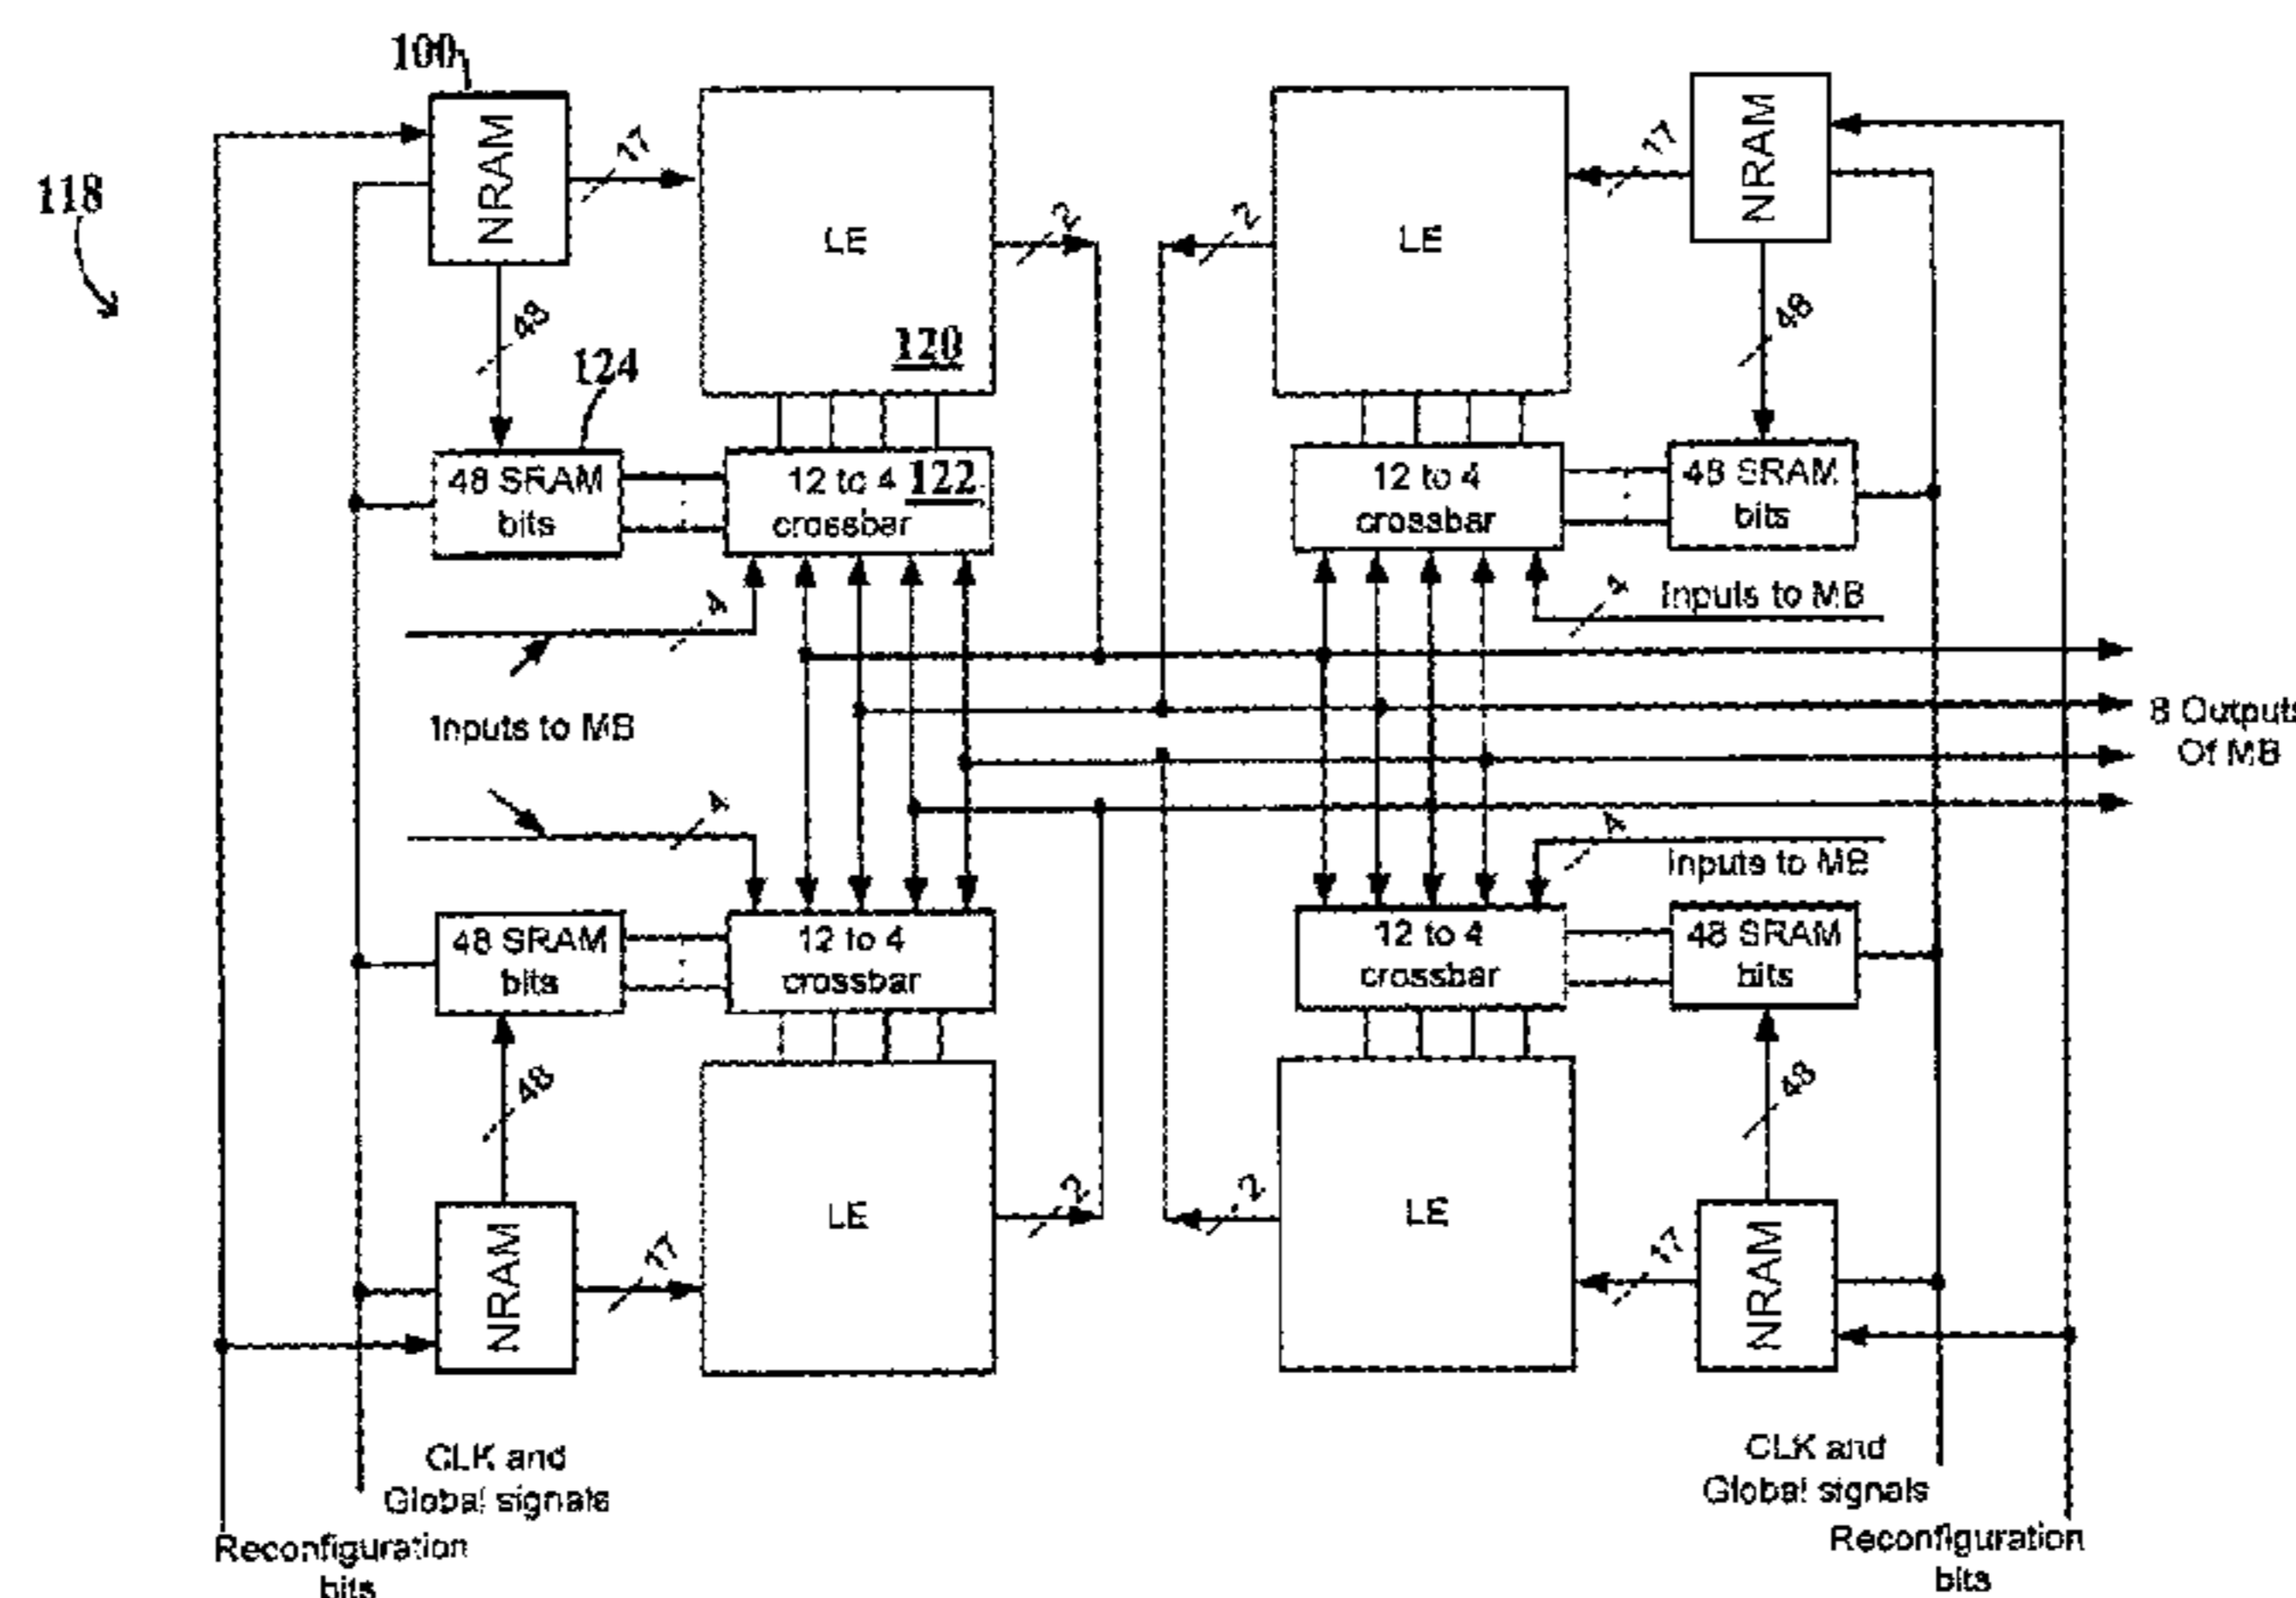 100
118
NRAM
17
LE
2
2
LE
17
NRAM
48
120
48
124
48 SRAM
bits
12 to 4 122
crossbar
12 to 4
crossbar
48 SRAM
bits
4
4
Inputs to MB
Inputs to MB
8 Outputs
Of MB
4
4
Inputs to MB
48 SRAM
bits
12 to 4
crossbar
12 to 4
crossbar
48 SRAM
bits
48
48
NRAM
17
LE
2
2
LE
17
NRAM
CLK and
Global signals
CLK and
Global signals
Reconfiguration
bits
Reconfiguration
bits